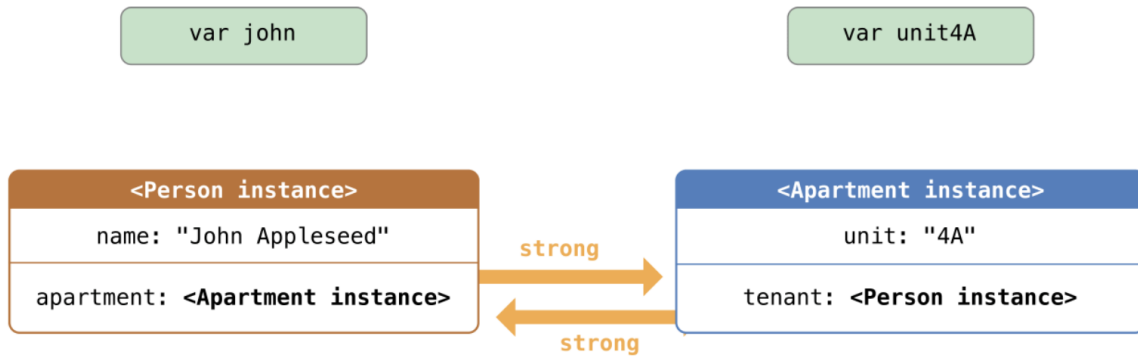 var john
var unit4A
<Person instance>
<Apartment instance>
name: "John Appleseed"
unit: "4A"
strong
apartment: <Apartment instance>
tenant: <Person instance>
strong